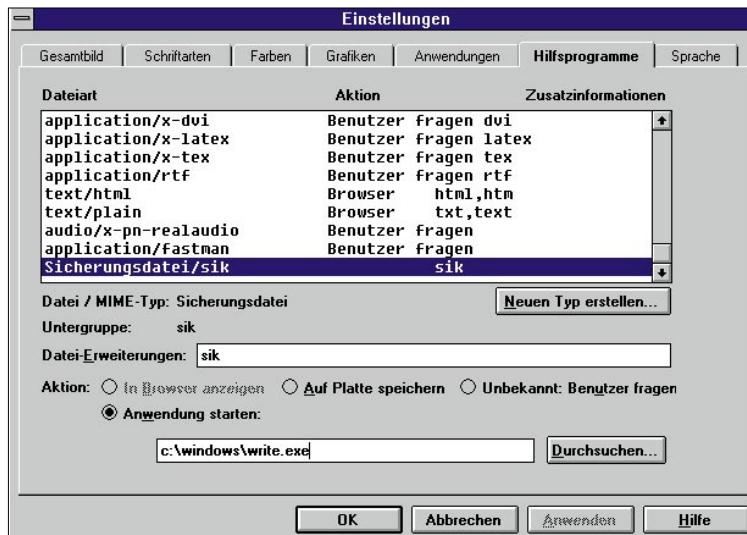 Einstellungen
Gesamtbild Schriftarten Farben Grafiken Anwendungen Hilfsprogramme Sprache
Dateiart Aktion Zusatzinformationen
application/x-dvi Benutzer fragen dvi
application/x-latex Benutzer fragen latex
application/x-tex Benutzer fragen tex
application/rtf Benutzer fragen rtf
text/html Browser html,htm
text/plain Browser txt,text
audio/x-pn-realaudio Benutzer fragen
application/fastman Benutzer fragen
Sicherungsdatei/sik sik
Datei / MIME-Typ: Sicherungsdatei Neuen Typ erstellen...
Untergruppe: sik
Datei-Erweiterungen: sik
Aktion: In Browser anzeigen Auf Platte speichern Unbekannt: Benutzer fragen
Anwendung starten:
c:\windows\write.exe Durchsuchen...
OK Abbrechen Anwenden Hilfe